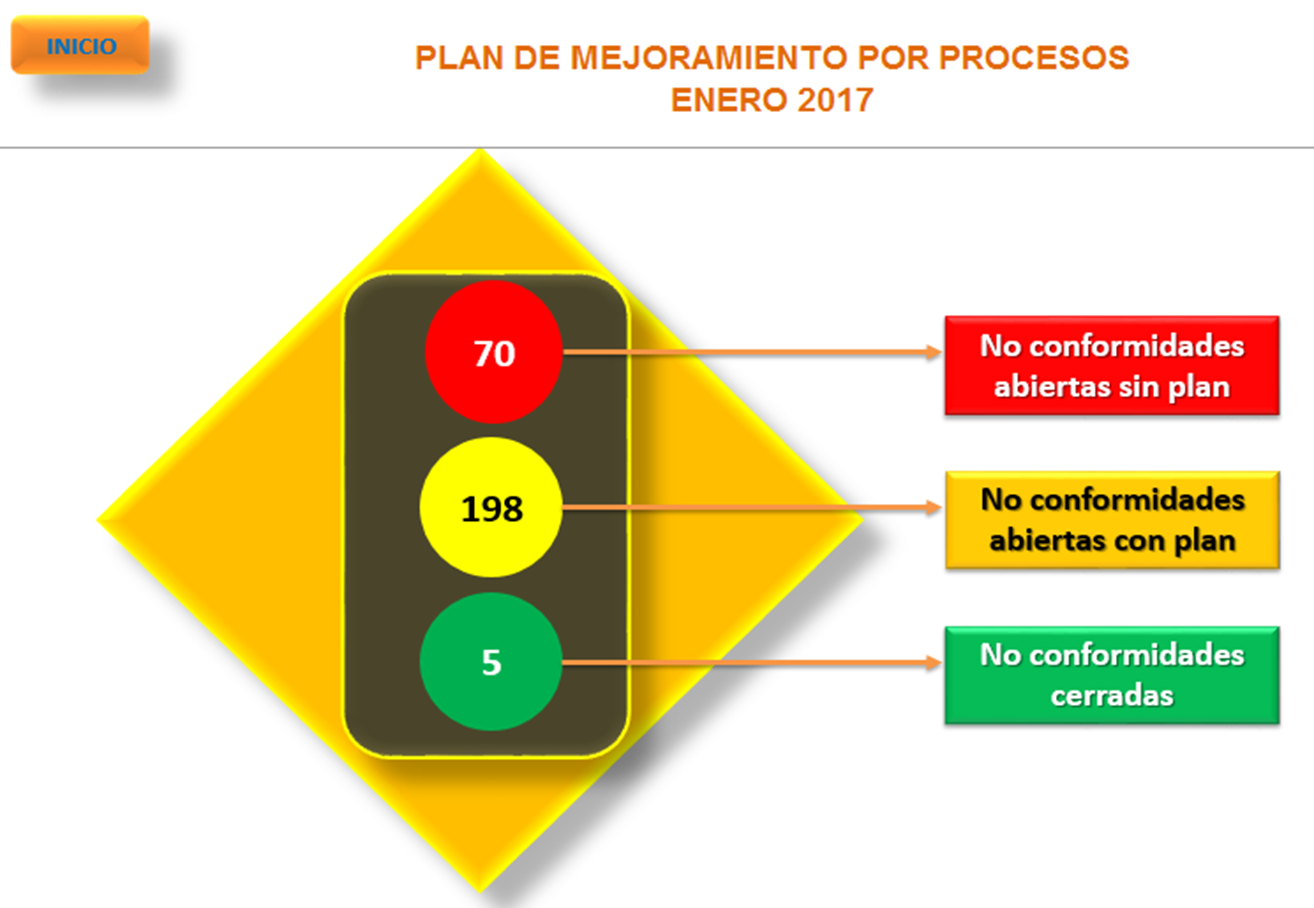 INICIO
PLAN DE MEJORAMIENTO POR PROCESOS
ENERO 2017
70
No conformidades
abiertas sin plan
198
No conformidades
abiertas con plan
5
No conformidades
cerradas